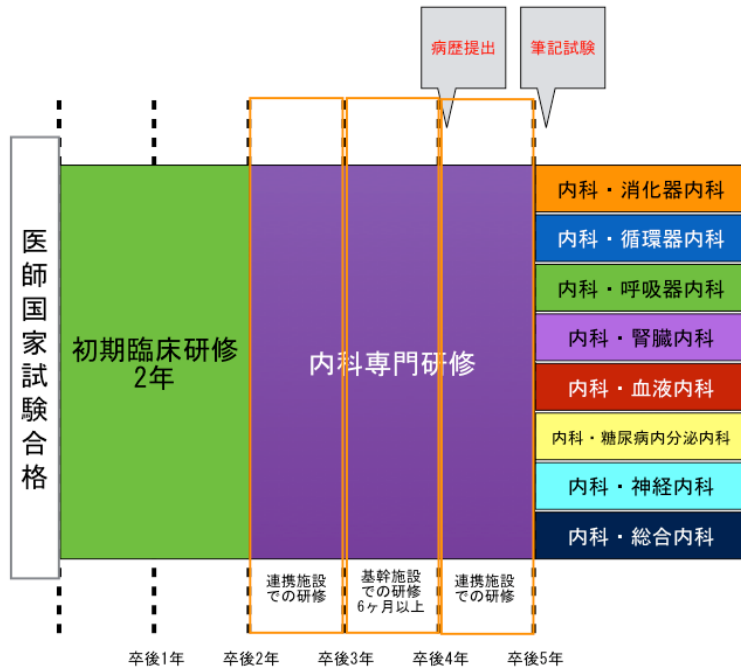 病歴提出
筆記試験
医師国家試験合格
初期臨床研修
2年
内科専門研修
内科・消化器内科
内科・循環器内科
内科・呼吸器内科
内科・腎臓内科
内科・血液内科
内科・糖尿病内分泌内科
内科・神経内科
内科・総合内科
連携施設
での研修
基幹施設
での研修
6ヶ月以上
連携施設
での研修
卒後1年
卒後2年
卒後3年
卒後4年
卒後5年